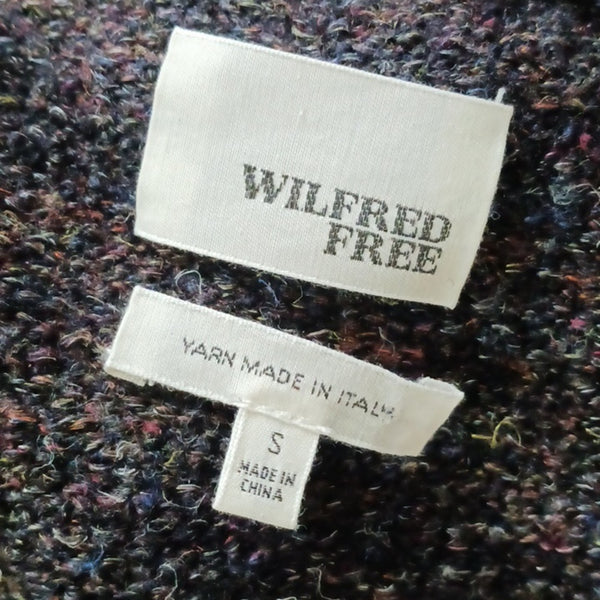 WILFRED
FREE
YARN MADE IN ITALY
S
MADE IN
CHINA